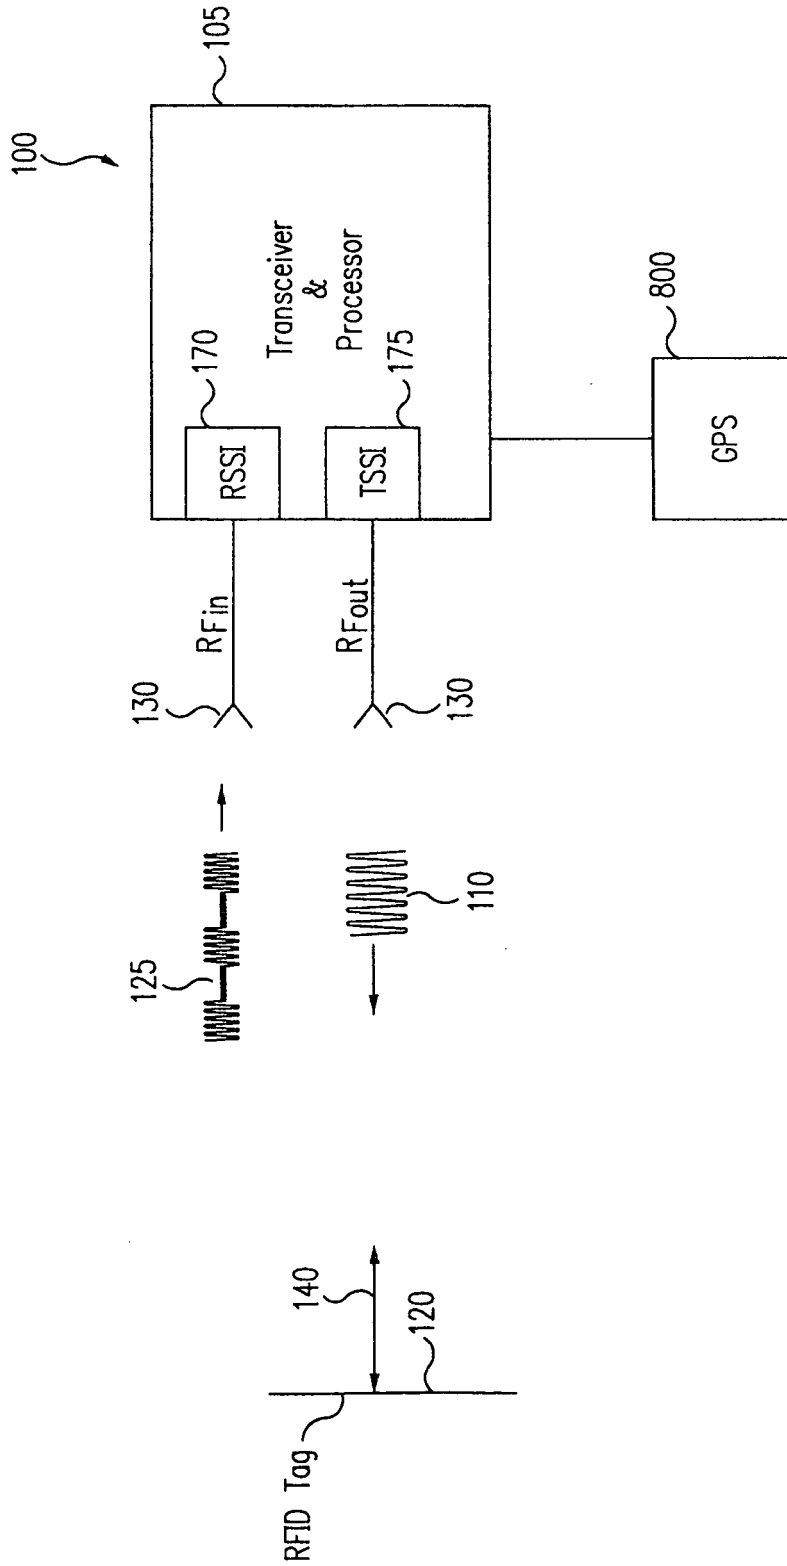 100
105
Transceiver
&
Processor
170
RSSI
175
TSSI
RFin
RFout
130
130
800
GPS
125
110
140
120
RFID Tag